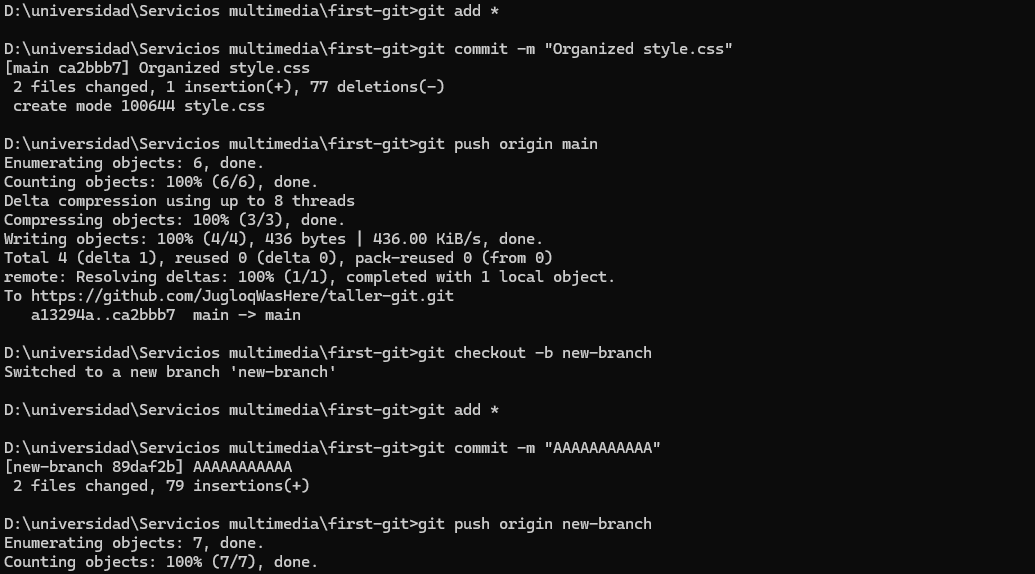 D:\universidad\Servicios multimedia\first-git>git add *
D:\universidad\Servicios multimedia\first-git>git commit -m "Organized style.css"
[main ca2bbb7] Organized style.css
2 files changed, 1 insertion(+), 77 deletions(-)
create mode 100644 style.css
D:\universidad\Servicios multimedia\first-git>git push origin main
Enumerating objects: 6, done.
Counting objects: 100% (6/6), done.
Delta compression using up to 8 threads
Compressing objects: 100% (3/3), done.
Writing objects: 100% (4/4), 436 bytes | 436.00 KiB/s, done.
Total 4 (delta 1), reused 0 (delta 0), pack-reused 0 (from 0)
remote: Resolving deltas: 100% (1/1), completed with 1 local object.
To https://github.com/JugloqWasHere/taller-git.git
a13294a..ca2bbb7  main -> main
D:\universidad\Servicios multimedia\first-git>git checkout -b new-branch
Switched to a new branch 'new-branch'
D:\universidad\Servicios multimedia\first-git>git add *
D:\universidad\Servicios multimedia\first-git>git commit -m "AAAAAAAAAAA"
[new-branch 89daf2b] AAAAAAAAAAA
2 files changed, 79 insertions(+)
D:\universidad\Servicios multimedia\first-git>git push origin new-branch
Enumerating objects: 7, done.
Counting objects: 100% (7/7), done.